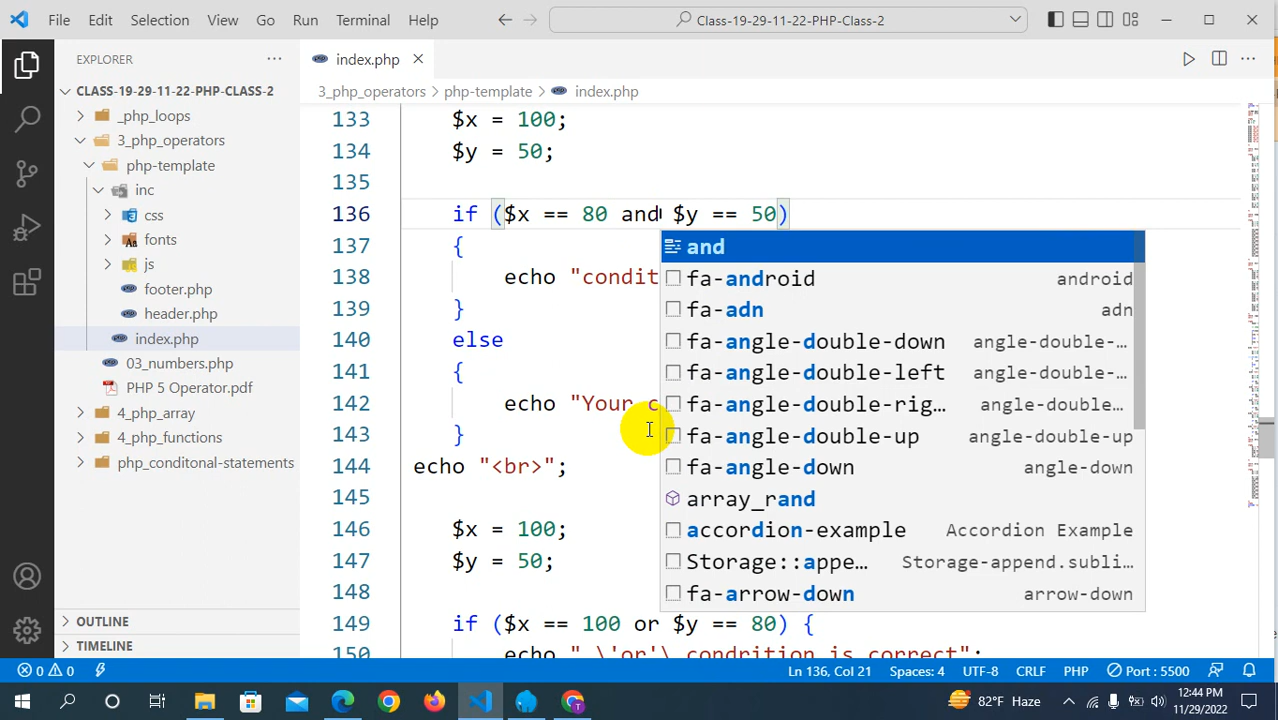 File Edit Selection View Go Run Terminal Help
Class-19-29-11-22-PHP-Class-2
EXPLORER
CLASS-19-29-11-22-PHP-CLASS-2
_php_loops
3_php_operators
php-template
inc
css
fonts
js
footer.php
header.php
index.php
03_numbers.php
PHP 5 Operator.pdf
4_php_array
4_php_functions
php_conditonal-statements
OUTLINE
TIMELINE
index.php
3_php_operators > php-template > index.php
133 $x = 100;
134 $y = 50;
135
136 if ($x == 80 and $y == 50)
137 {
138 echo "condit
139 }
140 else
141 {
142 echo "Your c
143 }
144 echo "<br>";
145
146 $x = 100;
147 $y = 50;
148
149 if ($x == 100 or $y == 80) {
150 echo " \'or'\ condrition is correct";
and
fa-android android
fa-adn adn
fa-angle-double-down angle-double-…
fa-angle-double-left angle-double-…
fa-angle-double-rig… angle-double…
fa-angle-double-up angle-double-up
fa-angle-down angle-down
array_rand
accordion-example Accordion Example
Storage::appe… Storage-append.subli…
fa-arrow-down arrow-down
0 0 Ln 136, Col 21 Spaces: 4 UTF-8 CRLF PHP Port : 5500
82°F Haze
12:44 PM
11/29/2022